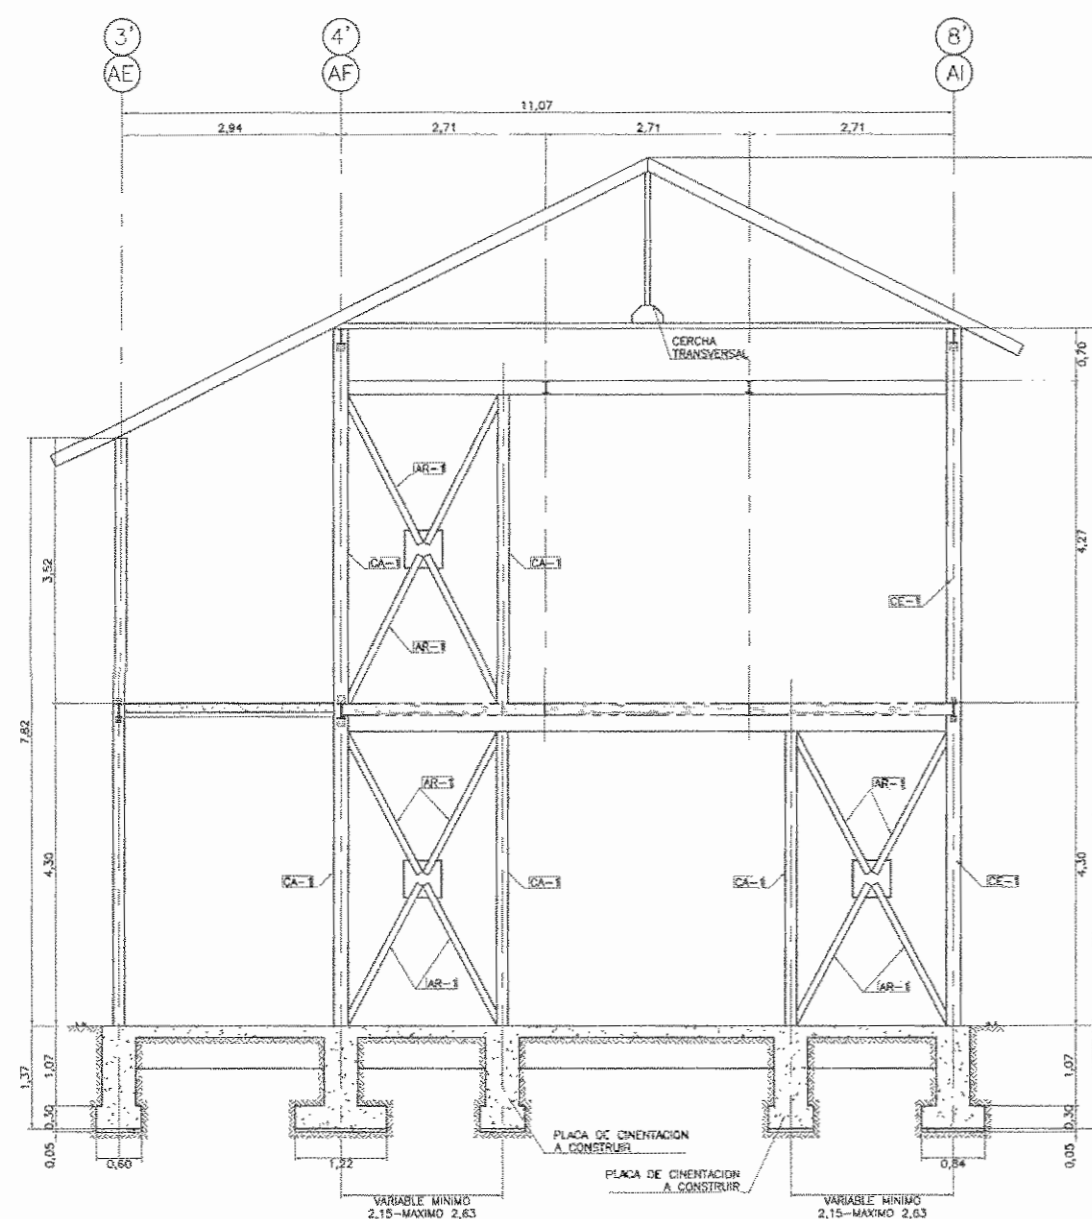 3' 4' 8'
AE AF AI
11,07
2,94 2,71 2,71 2,71
CERCHA
TRANSVERSAL
0,70
AR-1
3,52
CA-1 CA-1
4,27
CE-1
AR-1
7,82
AR-1 AR-1
4,30
CA-1 CA-1 CA-1 CE-1
4,30
AR-1 AR-1
1,37
1,07
1,07
0,30
0,30
0,05
0,05
0,60 1,22 0,84
PLACA DE CINENTACION
A CONSTRUIR
PLACA DE CINENTACION
A CONSTRUIR
VARIABLE MINIMO
2,15-MAXIMO 2,63
VARIABLE MINIMO
2,15-MAXIMO 2,63